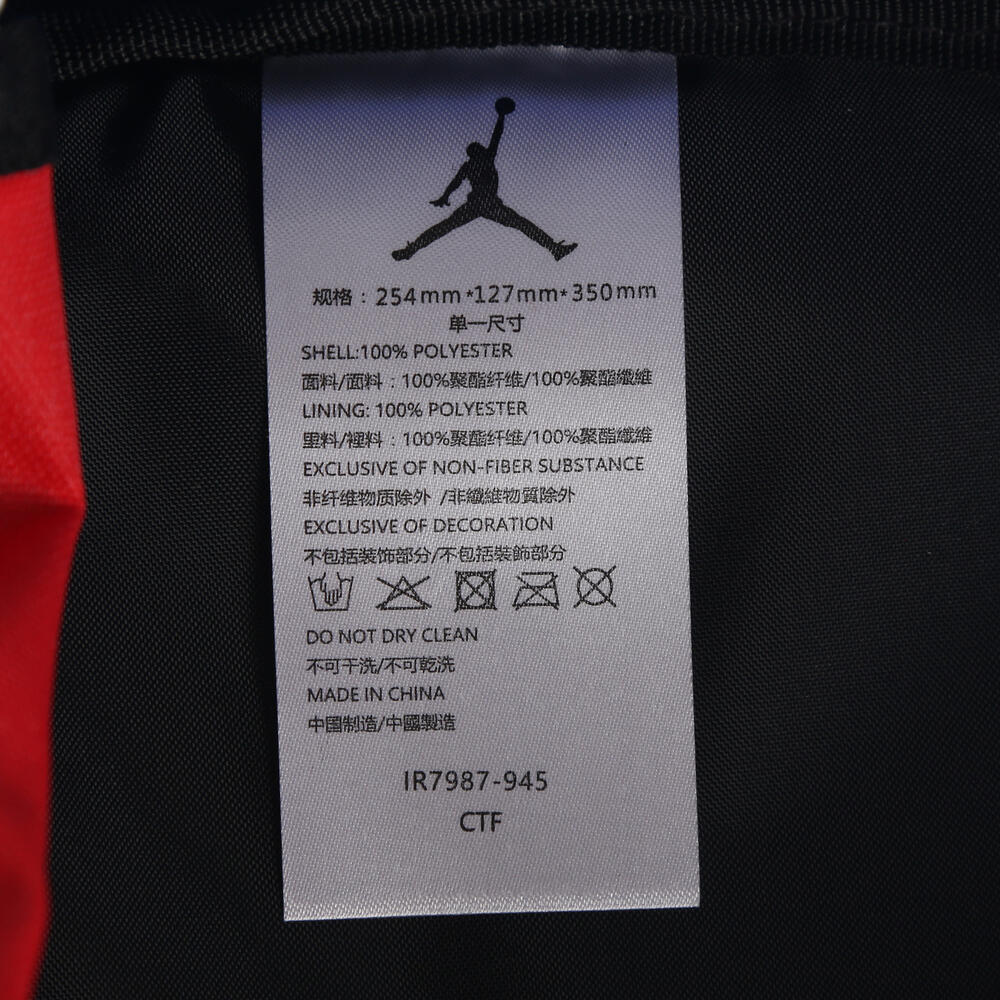 规格：254mm*127mm*350mm
单一尺寸
SHELL:100% POLYESTER
面料/面料：100%聚酯纤维/100%聚酯纖維
LINING: 100% POLYESTER
里料/裡料：100%聚酯纤维/100%聚酯纖維
EXCLUSIVE OF NON-FIBER SUBSTANCE
非纤维物质除外 /非纖維物質除外
EXCLUSIVE OF DECORATION
不包括装饰部分/不包括裝飾部分
DO NOT DRY CLEAN
不可干洗/不可乾洗
MADE IN CHINA
中国制造/中國製造
IR7987-945
CTF